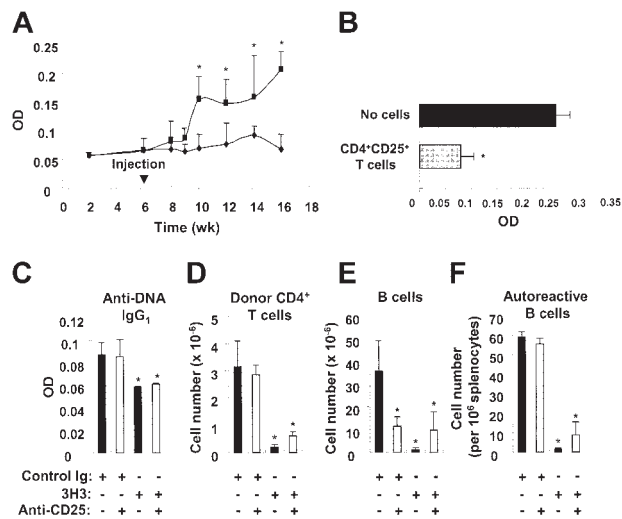 A
0.25
0.2
0.15
0.1
0.05
0
OD
* * * *
Injection
0 2 4 6 8 10 12 14 16 18
Time (wk)
B
No cells
CD4+CD25+
T cells
*
0 0.05 0.1 0.15 0.2 0.25 0.3 0.35
OD
C
Anti-DNA
IgG1
0.12
0.1
0.08
0.06
0.04
0.02
0
OD
* *
D
Donor CD4+
T cells
5
4
3
2
1
0
Cell number (x 10-6)
* *
E
B cells
60
50
40
30
20
10
0
Cell number (x 10-6)
* * *
F
Autoreactive
B cells
70
60
50
40
30
20
10
0
Cell number
(per 106 splenocytes)
* *
Control Ig: + + - - + + - - + + - - + + - -
3H3: - - + + - - + + - - + + - - + +
Anti-CD25: - + - + - + - + - + - + - + - +